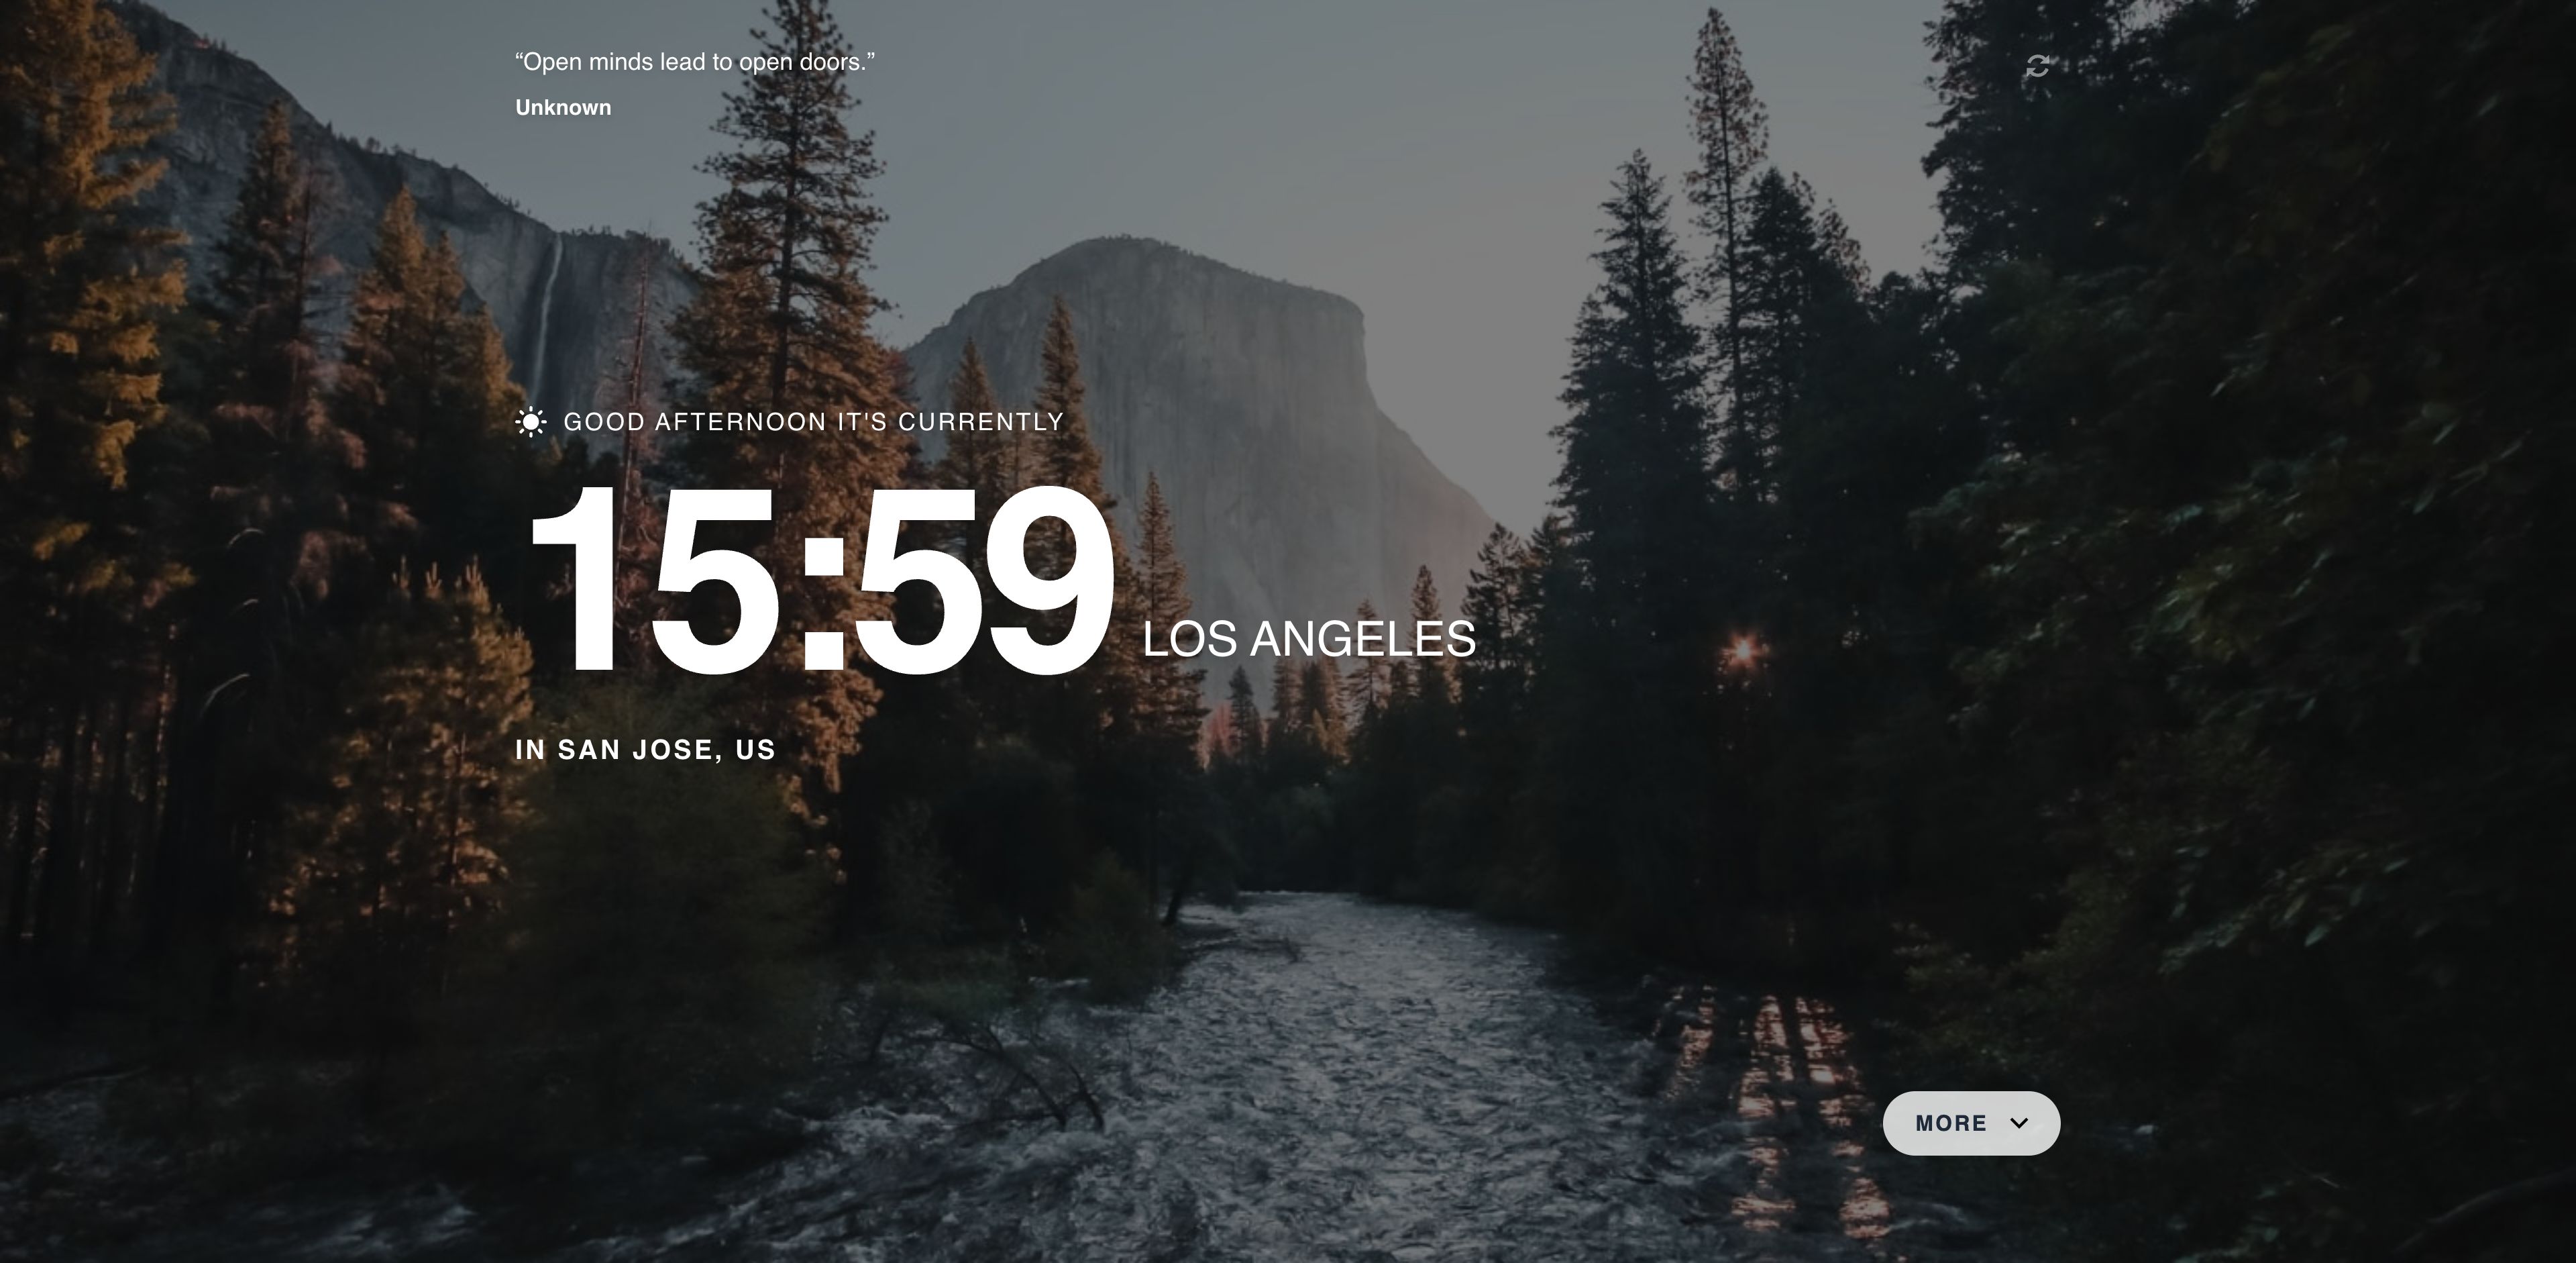 “Open minds lead to open doors.”
Unknown
GOOD AFTERNOON IT'S CURRENTLY
15:59 LOS ANGELES
IN SAN JOSE, US
MORE